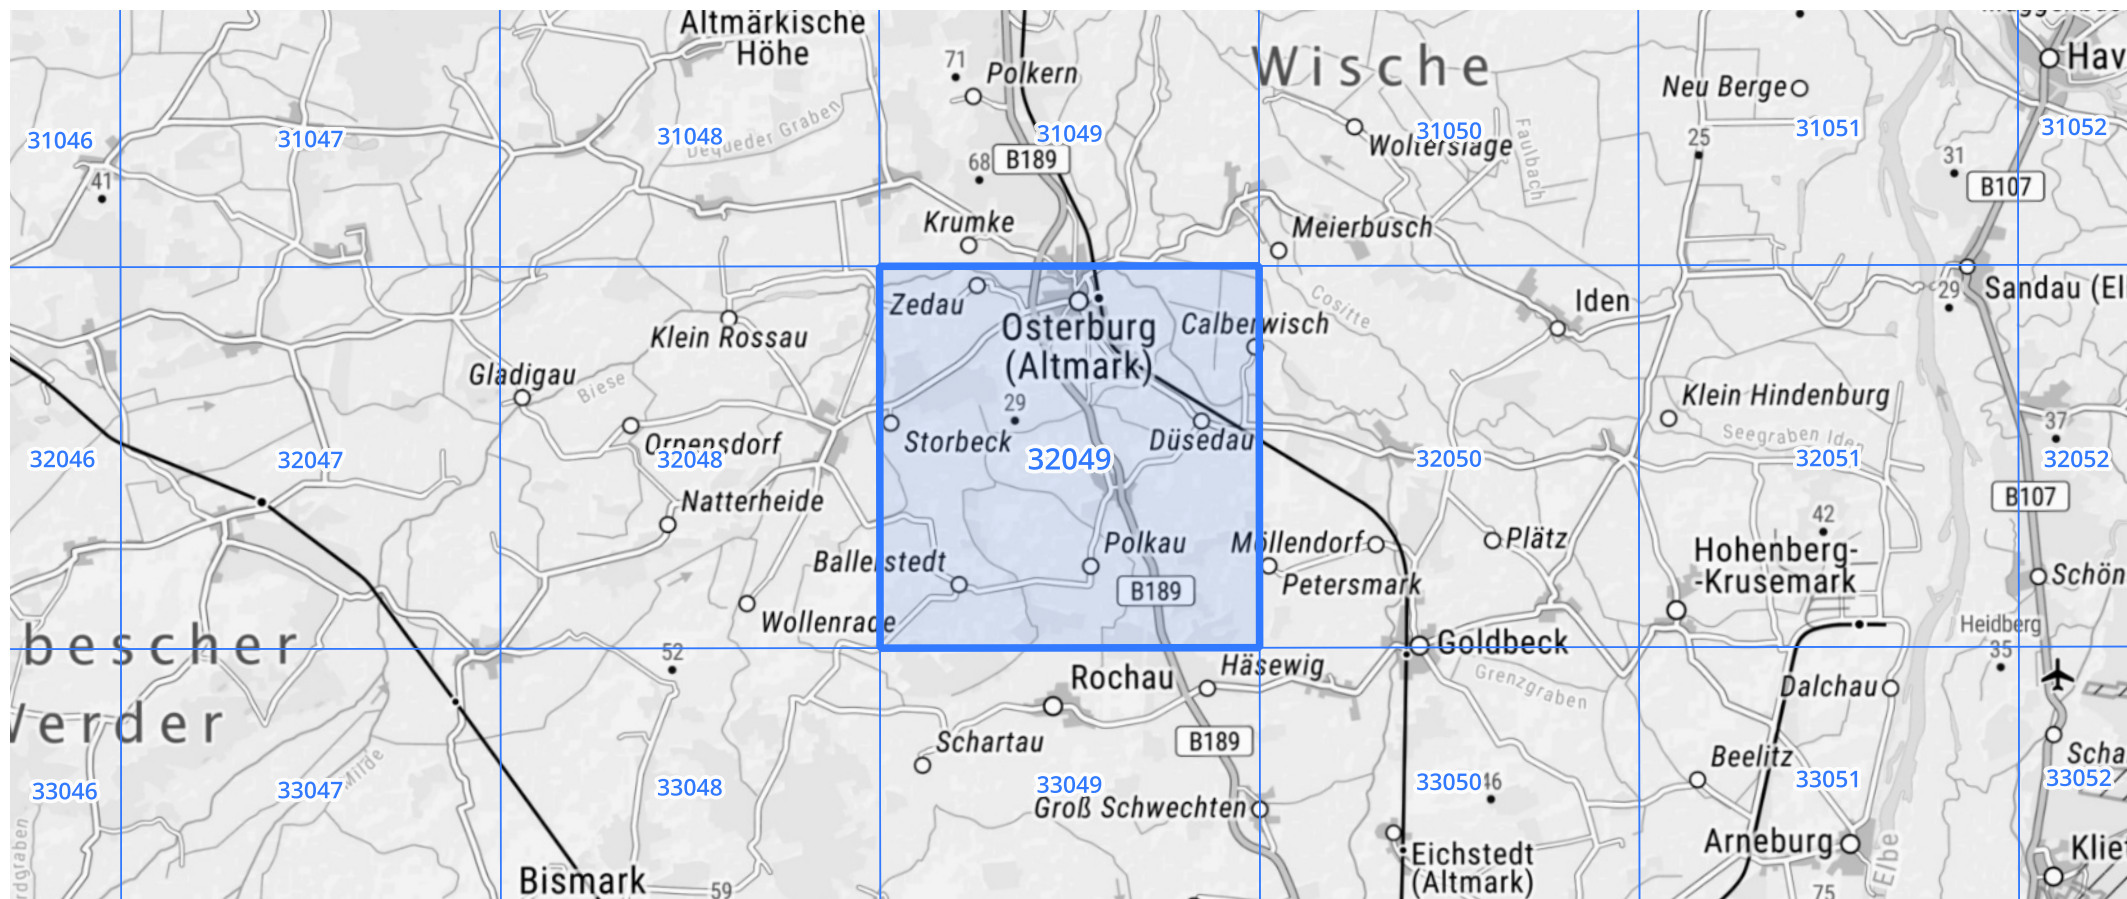 Altmärkische
Höhe
71
Polkern
Wische
Neu Berge
Hav
31046
31047
31048
31049
31050
31051
31052
Dequeder Graben
B189
Wolterslage
Faulbach
25
31
B107
41
68
Krumke
Meierbusch
Zedau
Osterburg
(Altmark)
Calberwisch
Cositte
Iden
29
Sandau (El
Klein Rossau
Gladigau
Biese
29
Klein Hindenburg
37
Orpensdorf
Storbeck
Düsedau
Seegraben Iden
32046
32047
32048
32049
32050
32051
32052
Natterheide
B107
42
Ballerstedt
Polkau
Möllendorf
Plätz
Hohenberg-
-Krusemark
Schön
B189
Petersmark
Wollenrade
bescher
Werder
Heidberg
35
52
Goldbeck
Rochau
Häsewig
Grenzgraben
Dalchau
Schartau
B189
Beelitz
Scha
Milde
33046
33047
33048
33049
33050
46
33051
33052
Groß Schwechten
Arneburg
Elbe
Klie
Eichstedt
(Altmark)
Bismark
59
75
rdgraben